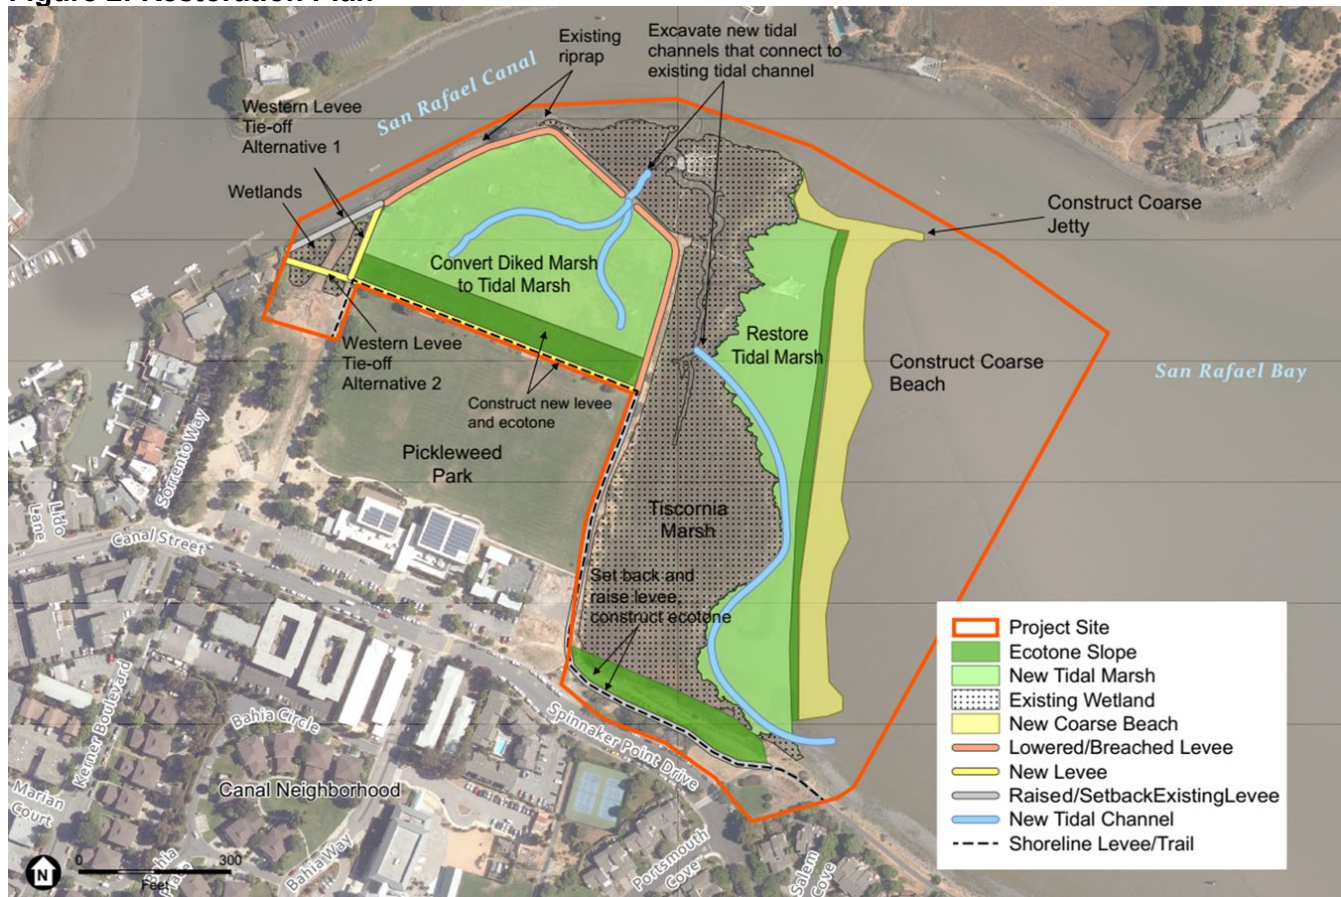 Figure 2. Restoration Plan
Existing
riprap
Excavate new tidal
channels that connect to
existing tidal channel
San Rafael Canal
Western Levee
Tie-off
Alternative 1
Wetlands
Construct Coarse
Jetty
Convert Diked Marsh
to Tidal Marsh
Restore
Tidal Marsh
Construct Coarse
Beach
San Rafael Bay
Western Levee
Tie-off
Alternative 2
Construct new levee
and ecotone
Pickleweed
Park
Sorrento Way
Lido
Lane
Canal Street
Tiscornia
Marsh
Set back and
raise levee,
construct ecotone
Kerner Boulevard
Bahia Circle
Spinnaker Point Drive
Marian
Court
Canal Neighborhood
Bahia
Place
Bahia Way
Portsmouth
Cove
Salem
Cove
N
0 300
Feet
Project Site
Ecotone Slope
New Tidal Marsh
Existing Wetland
New Coarse Beach
Lowered/Breached Levee
New Levee
Raised/SetbackExistingLevee
New Tidal Channel
Shoreline Levee/Trail